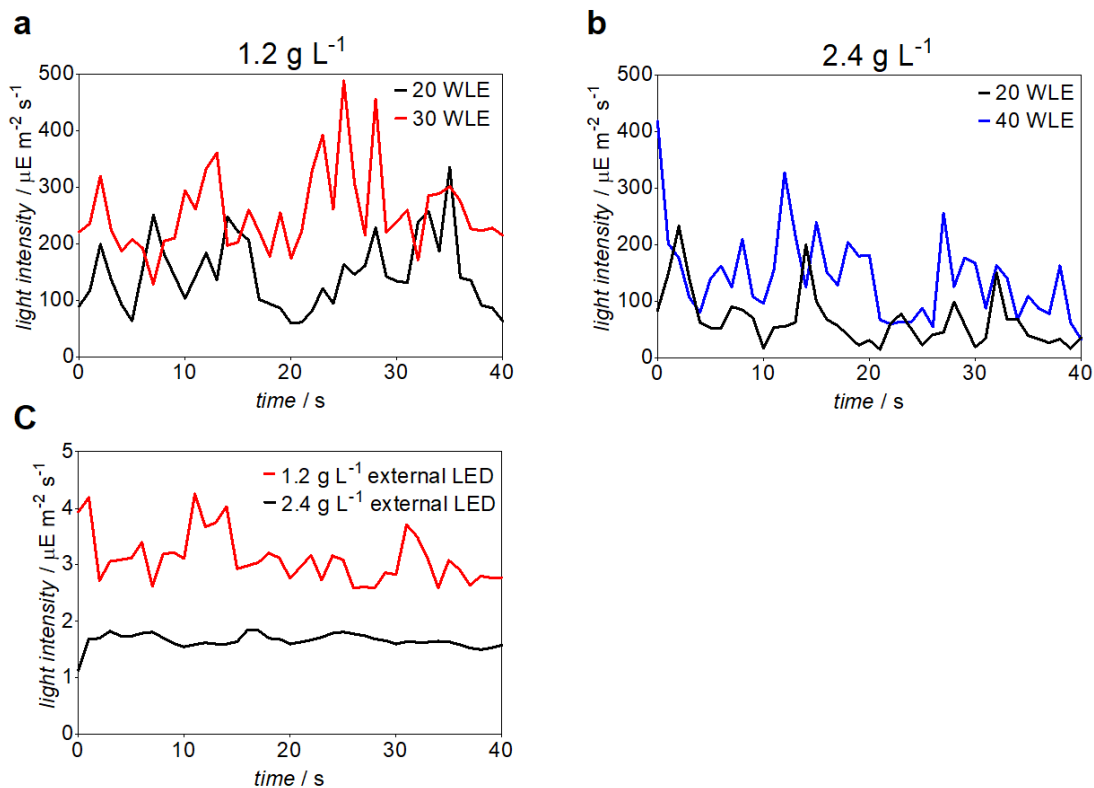 a
1.2 g L⁻¹
500
400
300
200
100
0
light intensity / µE m⁻² s⁻¹
20 WLE
30 WLE
0 10 20 30 40
time / s
b
2.4 g L⁻¹
500
400
300
200
100
0
light intensity / µE m⁻² s⁻¹
20 WLE
40 WLE
0 10 20 30 40
time / s
C
5
4
3
2
1
0
light intensity / µE m⁻² s⁻¹
1.2 g L⁻¹ external LED
2.4 g L⁻¹ external LED
0 10 20 30 40
time / s